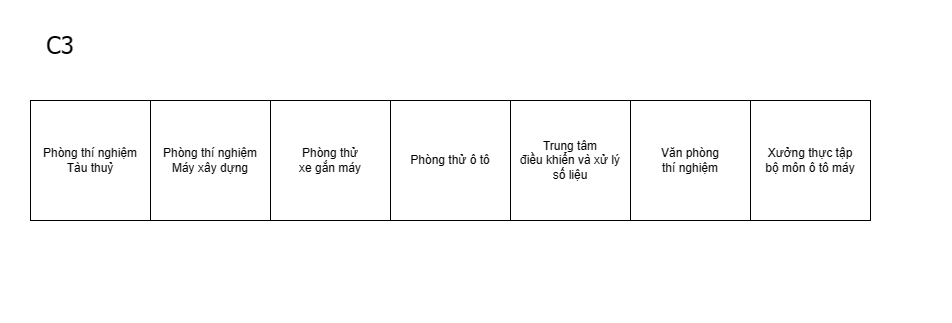 C3
Phòng thí nghiệm
Tàu thuỷ
Phòng thí nghiệm
Máy xây dựng
Phòng thử
xe gắn máy
Phòng thử ô tô
Trung tâm
điều khiển và xử lý
số liệu
Văn phòng
thí nghiệm
Xưởng thực tập
bộ môn ô tô máy